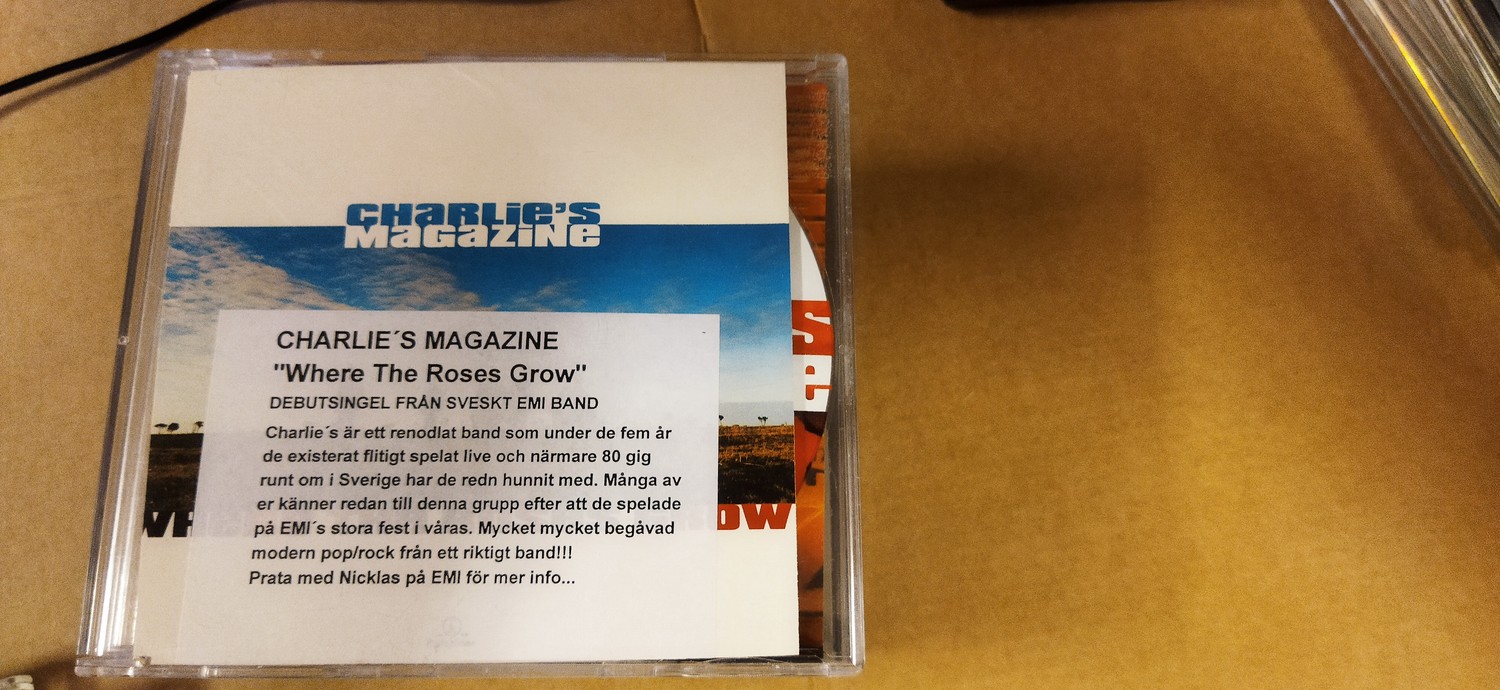 CHaRLie's
MaGaZiNe
CHARLIE´S MAGAZINE
"Where The Roses Grow"
DEBUTSINGEL FRÅN SVESKT EMI BAND
Charlie´s är ett renodlat band som under de fem år
de existerat flitigt spelat live och närmare 80 gig
runt om i Sverige har de redn hunnit med. Många av
er känner redan till denna grupp efter att de spelade
på EMI´s stora fest i våras. Mycket mycket begåvad
modern pop/rock från ett riktigt band!!!
Prata med Nicklas på EMI för mer info...